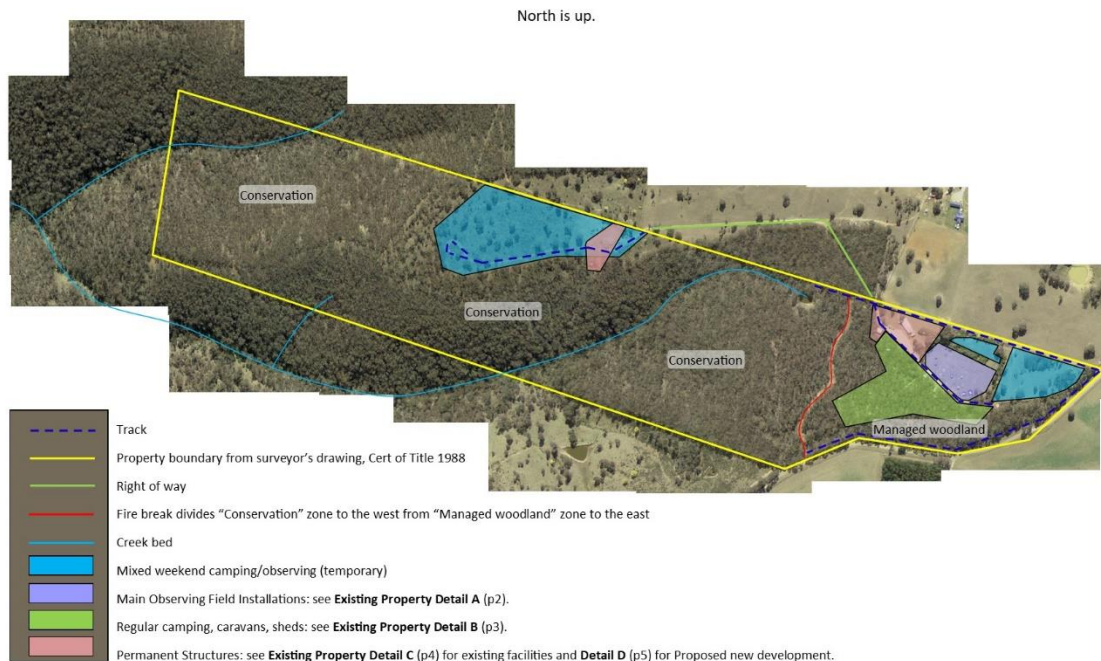 North is up.
Conservation
Conservation
Conservation
Managed woodland
Track
Property boundary from surveyor's drawing, Cert of Title 1988
Right of way
Fire break divides “Conservation” zone to the west from “Managed woodland” zone to the east
Creek bed
Mixed weekend camping/observing (temporary)
Main Observing Field Installations: see Existing Property Detail A (p2).
Regular camping, caravans, sheds: see Existing Property Detail B (p3).
Permanent Structures: see Existing Property Detail C (p4) for existing facilities and Detail D (p5) for Proposed new development.